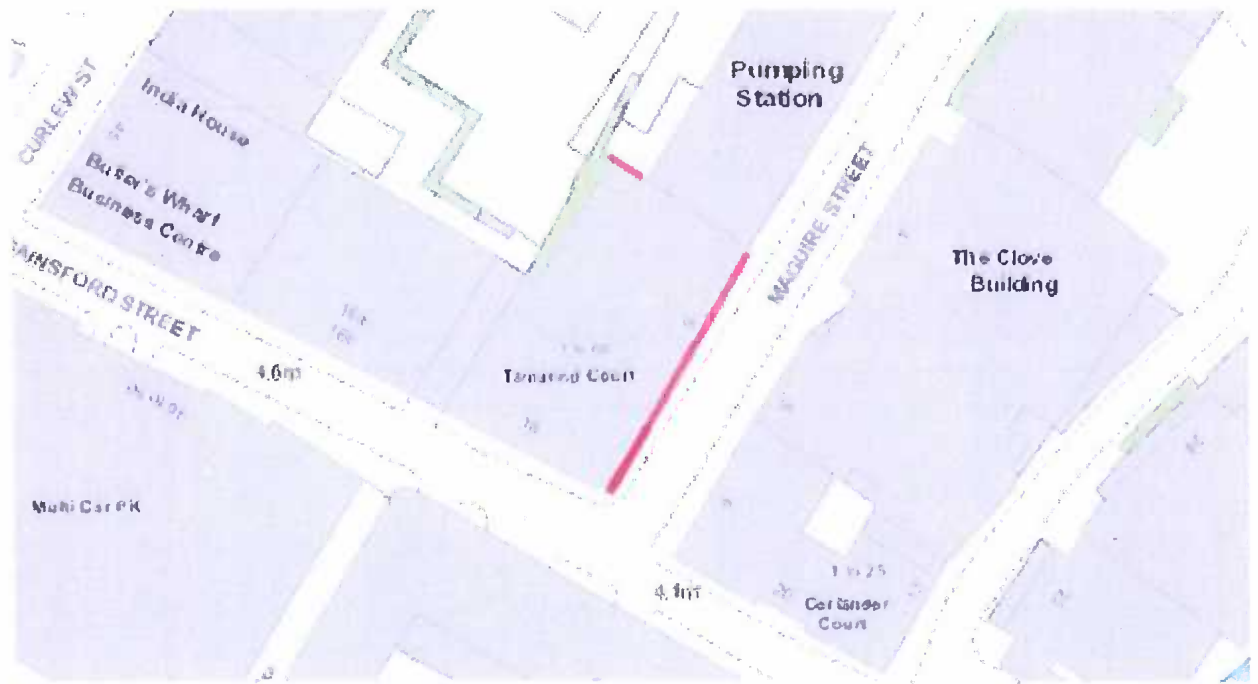 Pumping
Station
CURLEW ST
India House
Butler's Wharf
Business Centre
MAGUIRE STREET
The Clove
Building
AINSFORD STREET
4.6m
Tamarind Court
Multi Car PK
4.1m
1 to 25
Coriander
Court